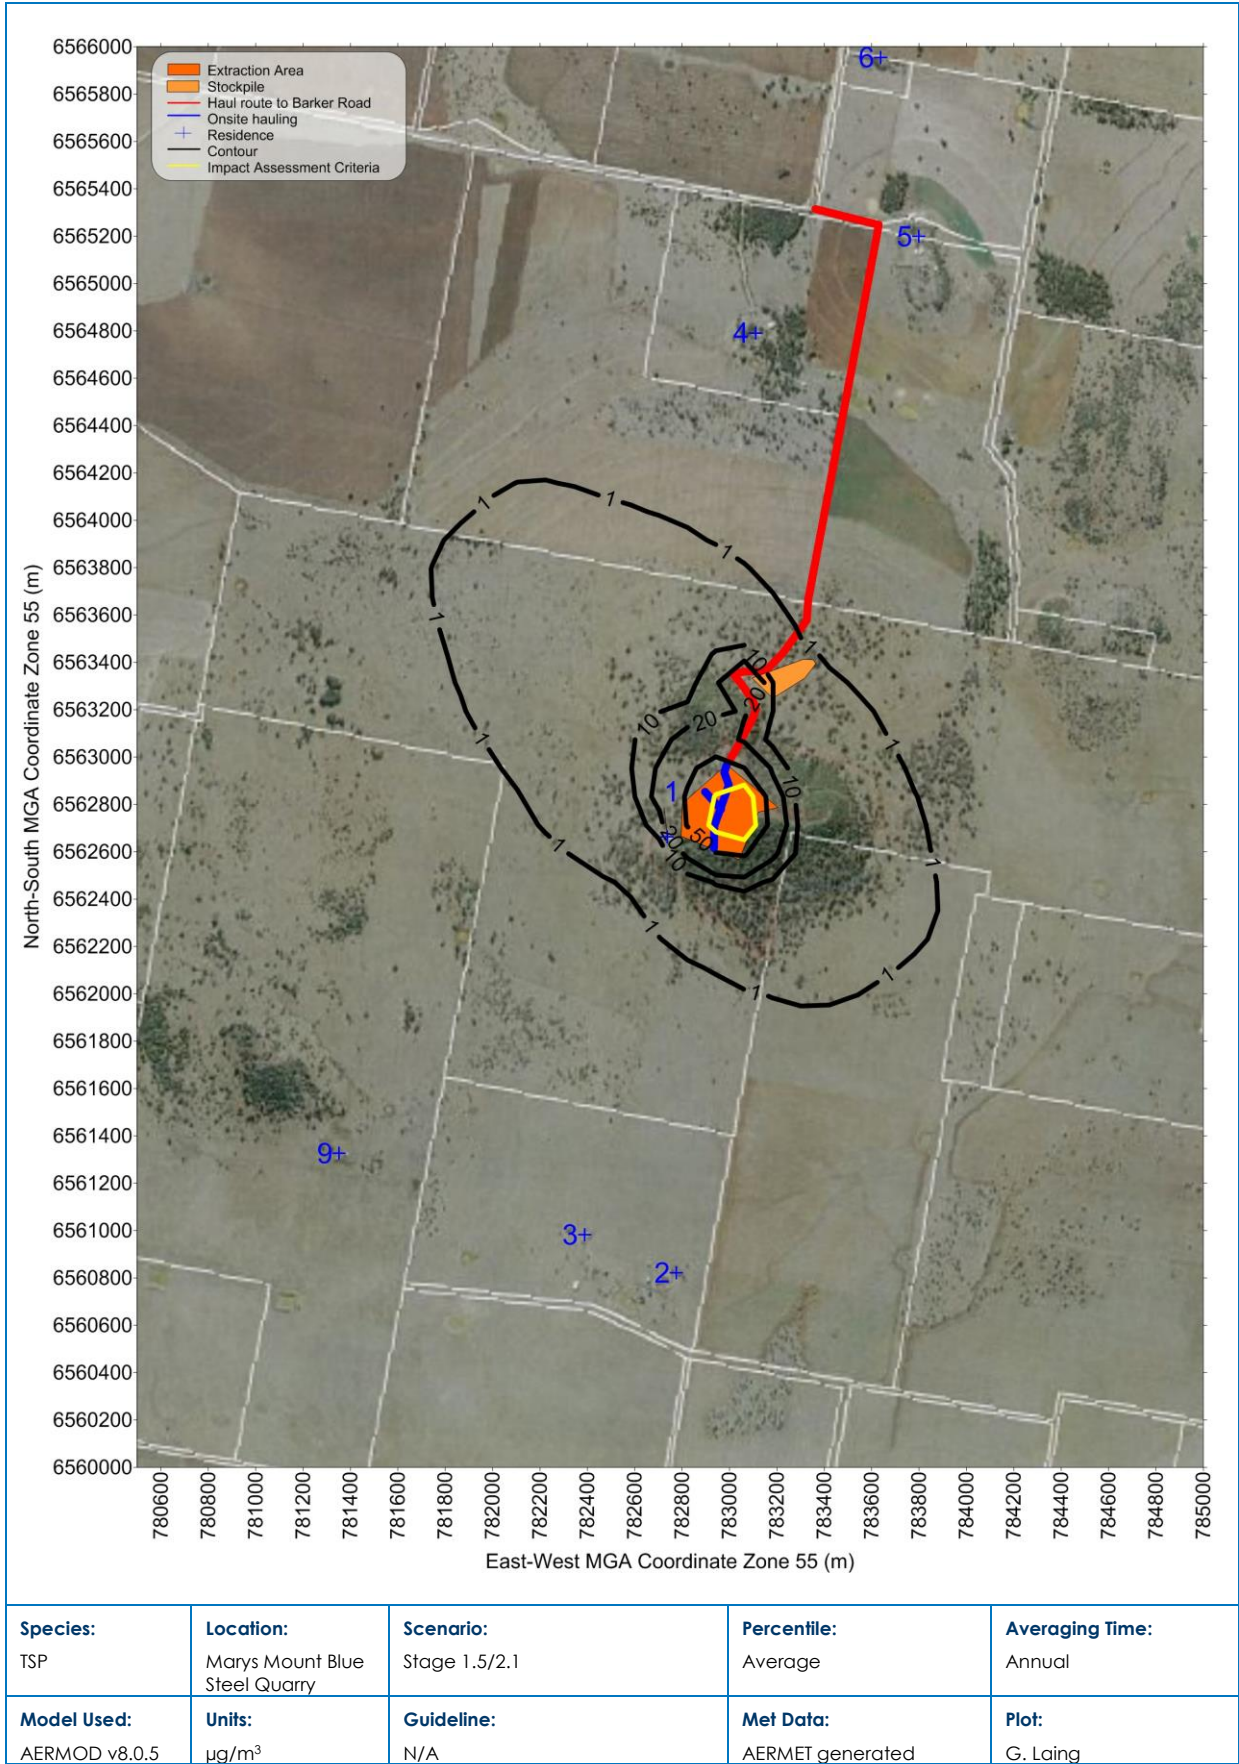 6566000
6565800
6565600
6565400
6565200
6565000
6564800
6564600
6564400
6564200
6564000
6563800
6563600
6563400
6563200
6563000
6562800
6562600
6562400
6562200
6562000
6561800
6561600
6561400
6561200
6561000
6560800
6560600
6560400
6560200
6560000
North-South MGA Coordinate Zone 55 (m)
Extraction Area
Stockpile
Haul route to Barker Road
Onsite hauling
Residence
Contour
Impact Assessment Criteria
6+
5+
4+
1
1
1
1
1
10
1
20
10
20
1
1
1
10
20
50
10
1
1
1
1
1
9+
3+
2+
780600
780800
781000
781200
781400
781600
781800
782000
782200
782400
782600
782800
783000
783200
783400
783600
783800
784000
784200
784400
784600
784800
785000
East-West MGA Coordinate Zone 55 (m)
Species:
TSP
Location:
Marys Mount Blue
Steel Quarry
Scenario:
Stage 1.5/2.1
Percentile:
Average
Averaging Time:
Annual
Model Used:
AERMOD v8.0.5
Units:
µg/m³
Guideline:
N/A
Met Data:
AERMET generated
Plot:
G. Laing